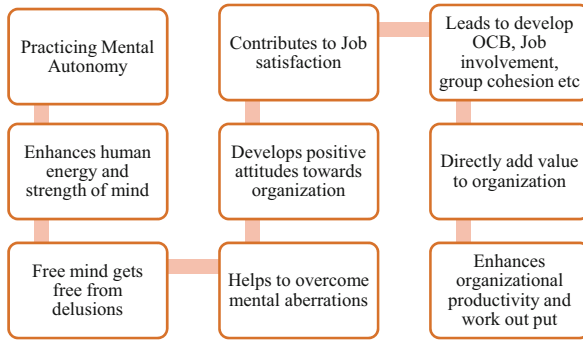 Practicing Mental
Autonomy
Enhances human
energy and
strength of mind
Free mind gets
free from
delusions
Helps to overcome
mental aberrations
Develops positive
attitudes towards
organization
Contributes to Job
satisfaction
Leads to develop
OCB, Job
involvement,
group cohesion etc
Directly add value
to organization
Enhances
organizational
productivity and
work out put